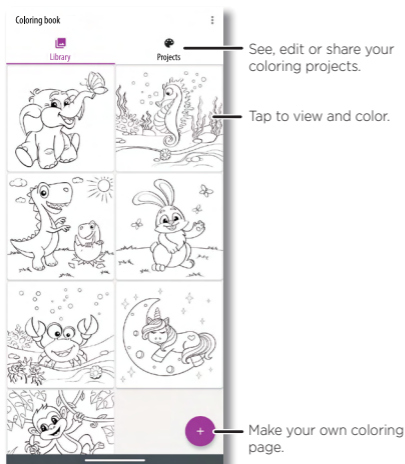 Coloring book
Library
Projects
See, edit or share your
coloring projects.
Tap to view and color.
+
Make your own coloring
page.